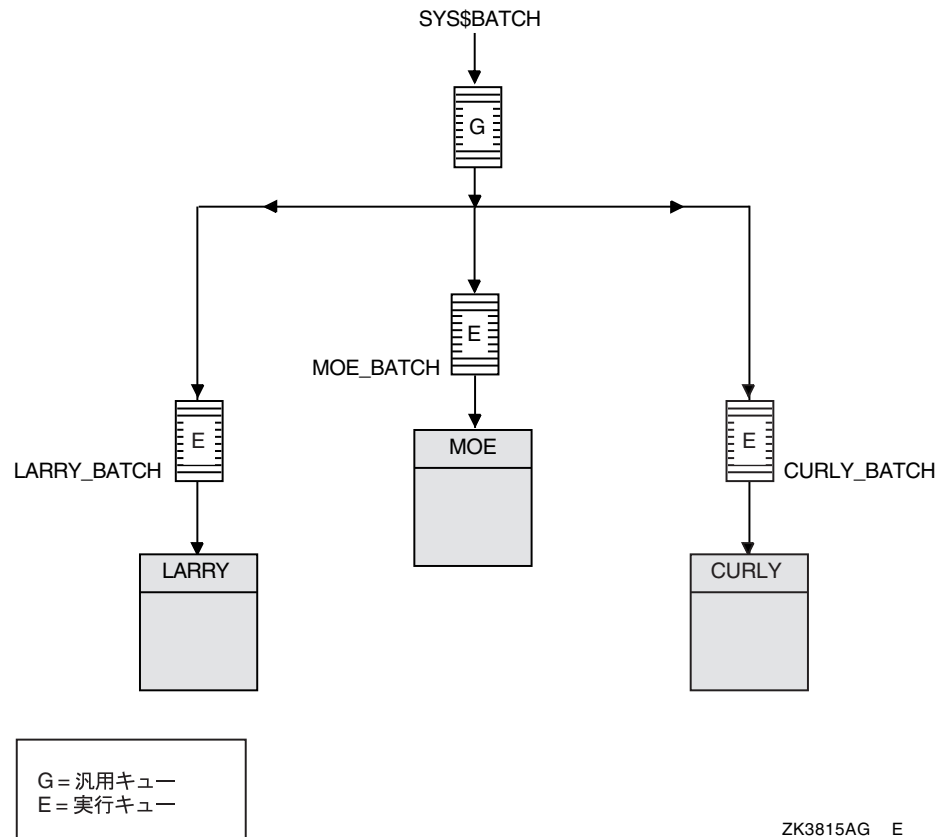 SYS$BATCH
G
E
MOE_BATCH
MOE
E
LARRY_BATCH
E
CURLY_BATCH
LARRY
CURLY
G = 汎用キュー
E = 実行キュー
ZK3815AG E